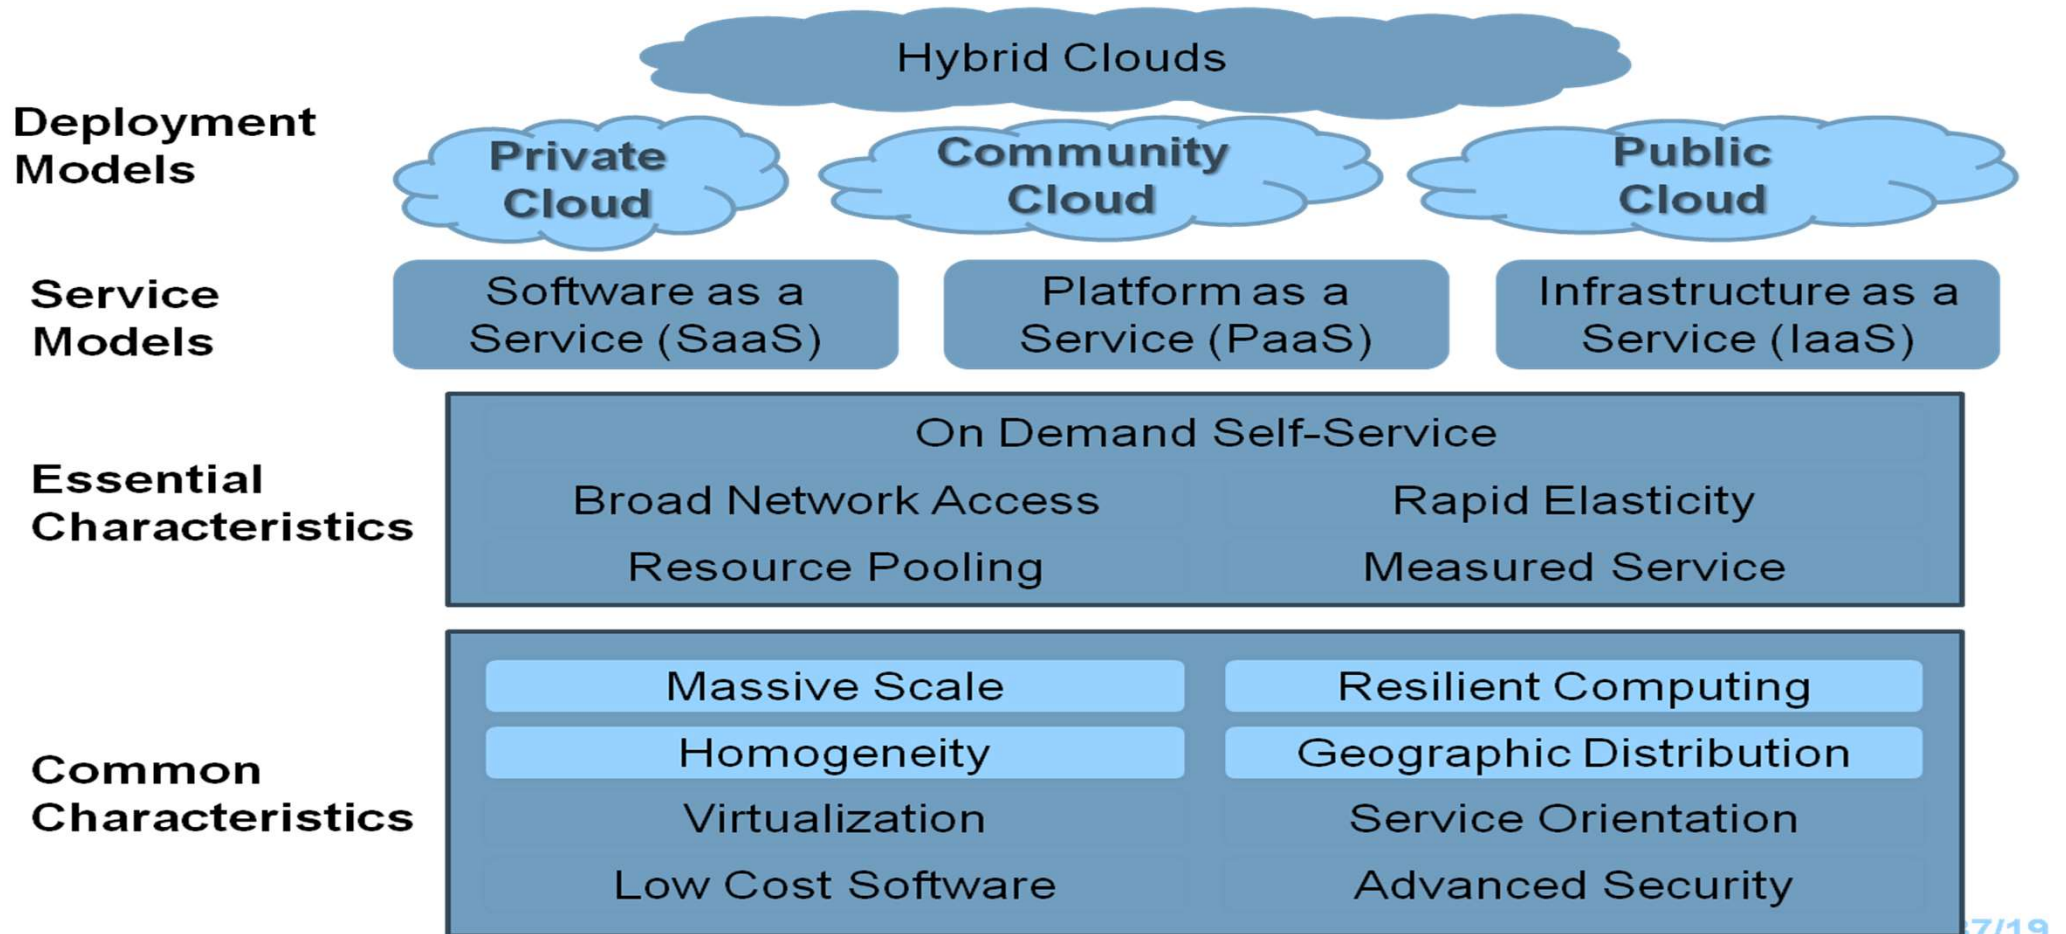 Hybrid Clouds
Deployment
Models
Private
Cloud
Community
Cloud
Public
Cloud
Service
Models
Software as a
Service (SaaS)
Platform as a
Service (PaaS)
Infrastructure as a
Service (IaaS)
Essential
Characteristics
On Demand Self-Service
Broad Network Access
Rapid Elasticity
Resource Pooling
Measured Service
Common
Characteristics
Massive Scale
Resilient Computing
Homogeneity
Geographic Distribution
Virtualization
Service Orientation
Low Cost Software
Advanced Security